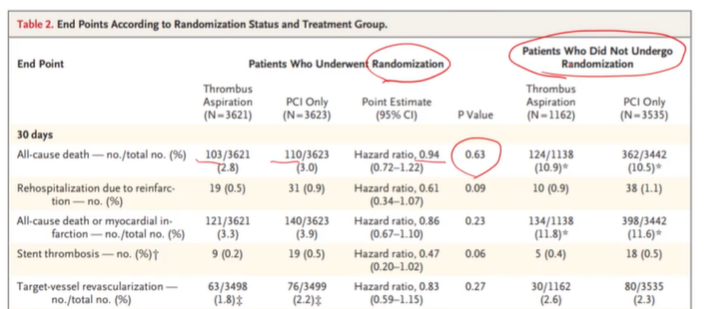 Table 2. End Points According to Randomization Status and Treatment Group.
End Point Patients Who Underwent Randomization Patients Who Did Not Undergo Randomization
Thrombus Aspiration (N=3621) PCI Only (N=3623) Point Estimate (95% CI) P Value Thrombus Aspiration (N=1162) PCI Only (N=3535)
30 days
All-cause death — no./total no. (%) 103/3621 (2.8) 110/3623 (3.0) Hazard ratio, 0.94 (0.72–1.22) 0.63 124/1138 (10.9)* 362/3442 (10.5)*
Rehospitalization due to reinfarc-tion — no. (%) 19 (0.5) 31 (0.9) Hazard ratio, 0.61 (0.34–1.07) 0.09 10 (0.9) 38 (1.1)
All-cause death or myocardial in-farction — no./total no. (%) 121/3621 (3.3) 140/3623 (3.9) Hazard ratio, 0.86 (0.67–1.10) 0.23 134/1138 (11.8)* 398/3442 (11.6)*
Stent thrombosis — no. (%)† 9 (0.2) 19 (0.5) Hazard ratio, 0.47 (0.20–1.02) 0.06 5 (0.4) 18 (0.5)
Target-vessel revascularization — no./total no. (%) 63/3498 (1.8)‡ 76/3499 (2.2)‡ Hazard ratio, 0.83 (0.59–1.15) 0.27 30/1162 (2.6) 80/3535 (2.3)